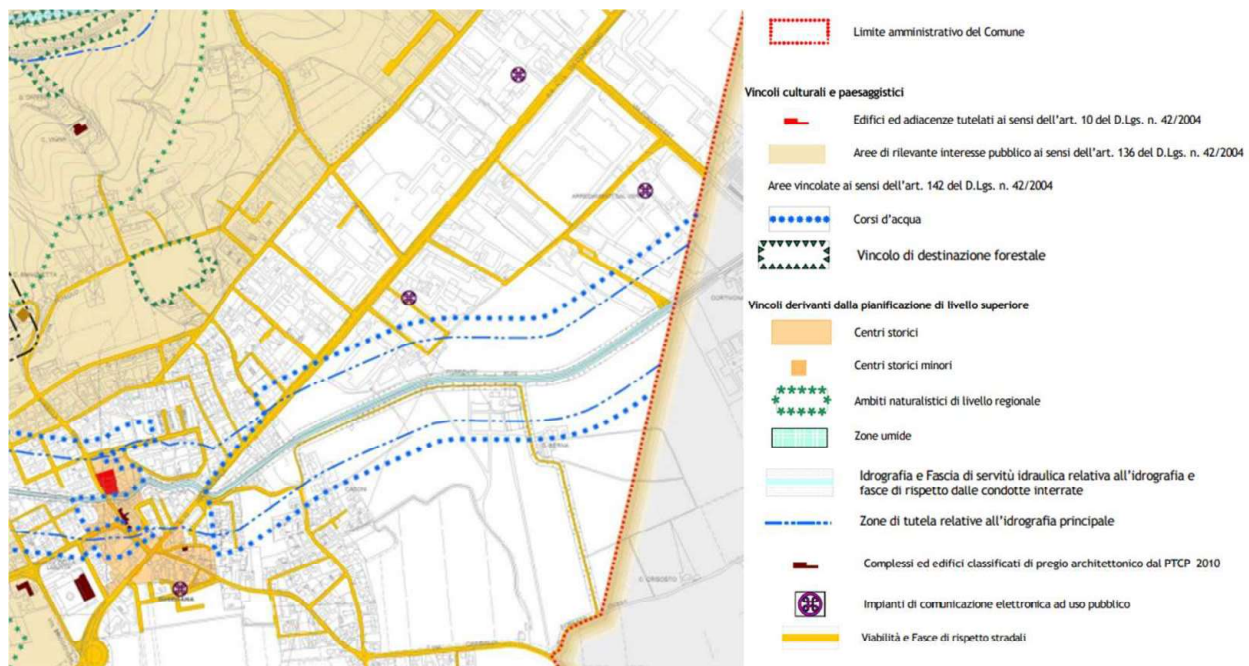 Limite amministrativo del Comune
Vincoli culturali e paesaggistici
Edifici ed adiacenze tutelati ai sensi dell'art. 10 del D.Lgs. n. 42/2004
Aree di rilevante interesse pubblico ai sensi dell'art. 136 del D.Lgs. n. 42/2004
Aree vincolate ai sensi dell'art. 142 del D.Lgs. n. 42/2004
Corsi d'acqua
Vincolo di destinazione forestale
Vincoli derivanti dalla pianificazione di livello superiore
Centri storici
Centri storici minori
Ambiti naturalistici di livello regionale
Zone umide
Idrografia e Fascia di servitù idraulica relativa all'idrografia e
fasce di rispetto dalle condotte interrate
Zone di tutela relative all'idrografia principale
Complessi ed edifici classificati di pregio architettonico dal PTCP 2010
Impianti di comunicazione elettronica ad uso pubblico
Viabilità e Fasce di rispetto stradali